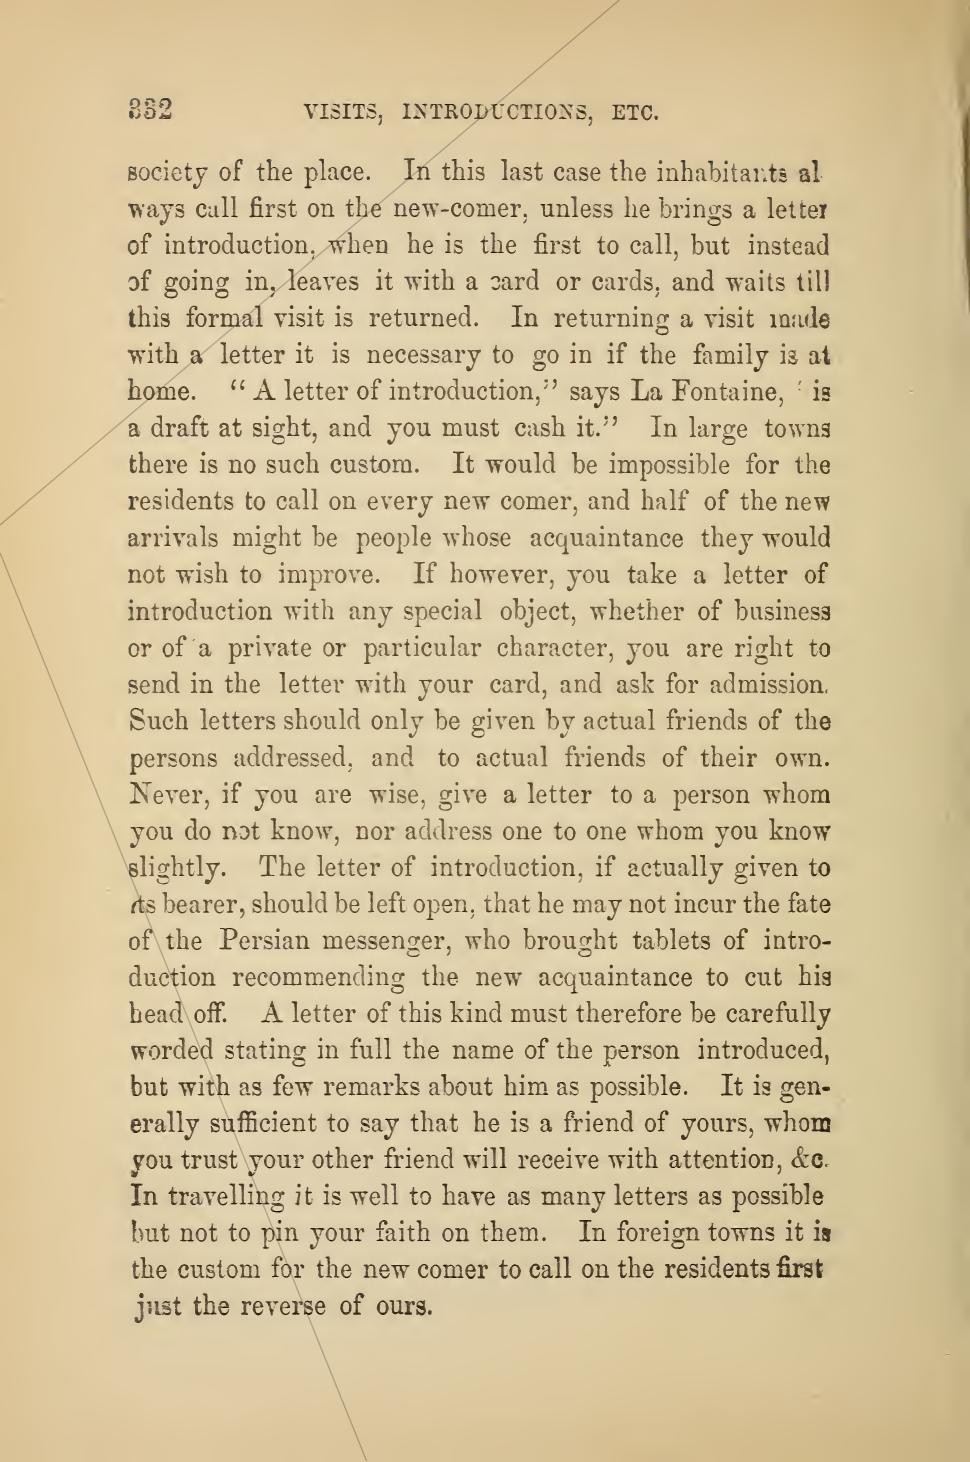 332 VISITS, INTRODUCTIONS, ETC.
society of the place. In this last case the inhabitants al
ways call first on the new-comer, unless he brings a letter
of introduction, when he is the first to call, but instead
of going in, leaves it with a card or cards, and waits till
this formal visit is returned. In returning a visit made
with a letter it is necessary to go in if the family is at
home. “A letter of introduction,” says La Fontaine, ‘ is
a draft at sight, and you must cash it.” In large towns
there is no such custom. It would be impossible for the
residents to call on every new comer, and half of the new
arrivals might be people whose acquaintance they would
not wish to improve. If however, you take a letter of
introduction with any special object, whether of business
or of a private or particular character, you are right to
send in the letter with your card, and ask for admission.
Such letters should only be given by actual friends of the
persons addressed, and to actual friends of their own.
Never, if you are wise, give a letter to a person whom
you do not know, nor address one to one whom you know
slightly. The letter of introduction, if actually given to
its bearer, should be left open, that he may not incur the fate
of the Persian messenger, who brought tablets of intro-
duction recommending the new acquaintance to cut his
head off. A letter of this kind must therefore be carefully
worded stating in full the name of the person introduced,
but with as few remarks about him as possible. It is gen-
erally sufficient to say that he is a friend of yours, whom
you trust your other friend will receive with attention, &c.
In travelling it is well to have as many letters as possible
but not to pin your faith on them. In foreign towns it is
the custom for the new comer to call on the residents first
just the reverse of ours.